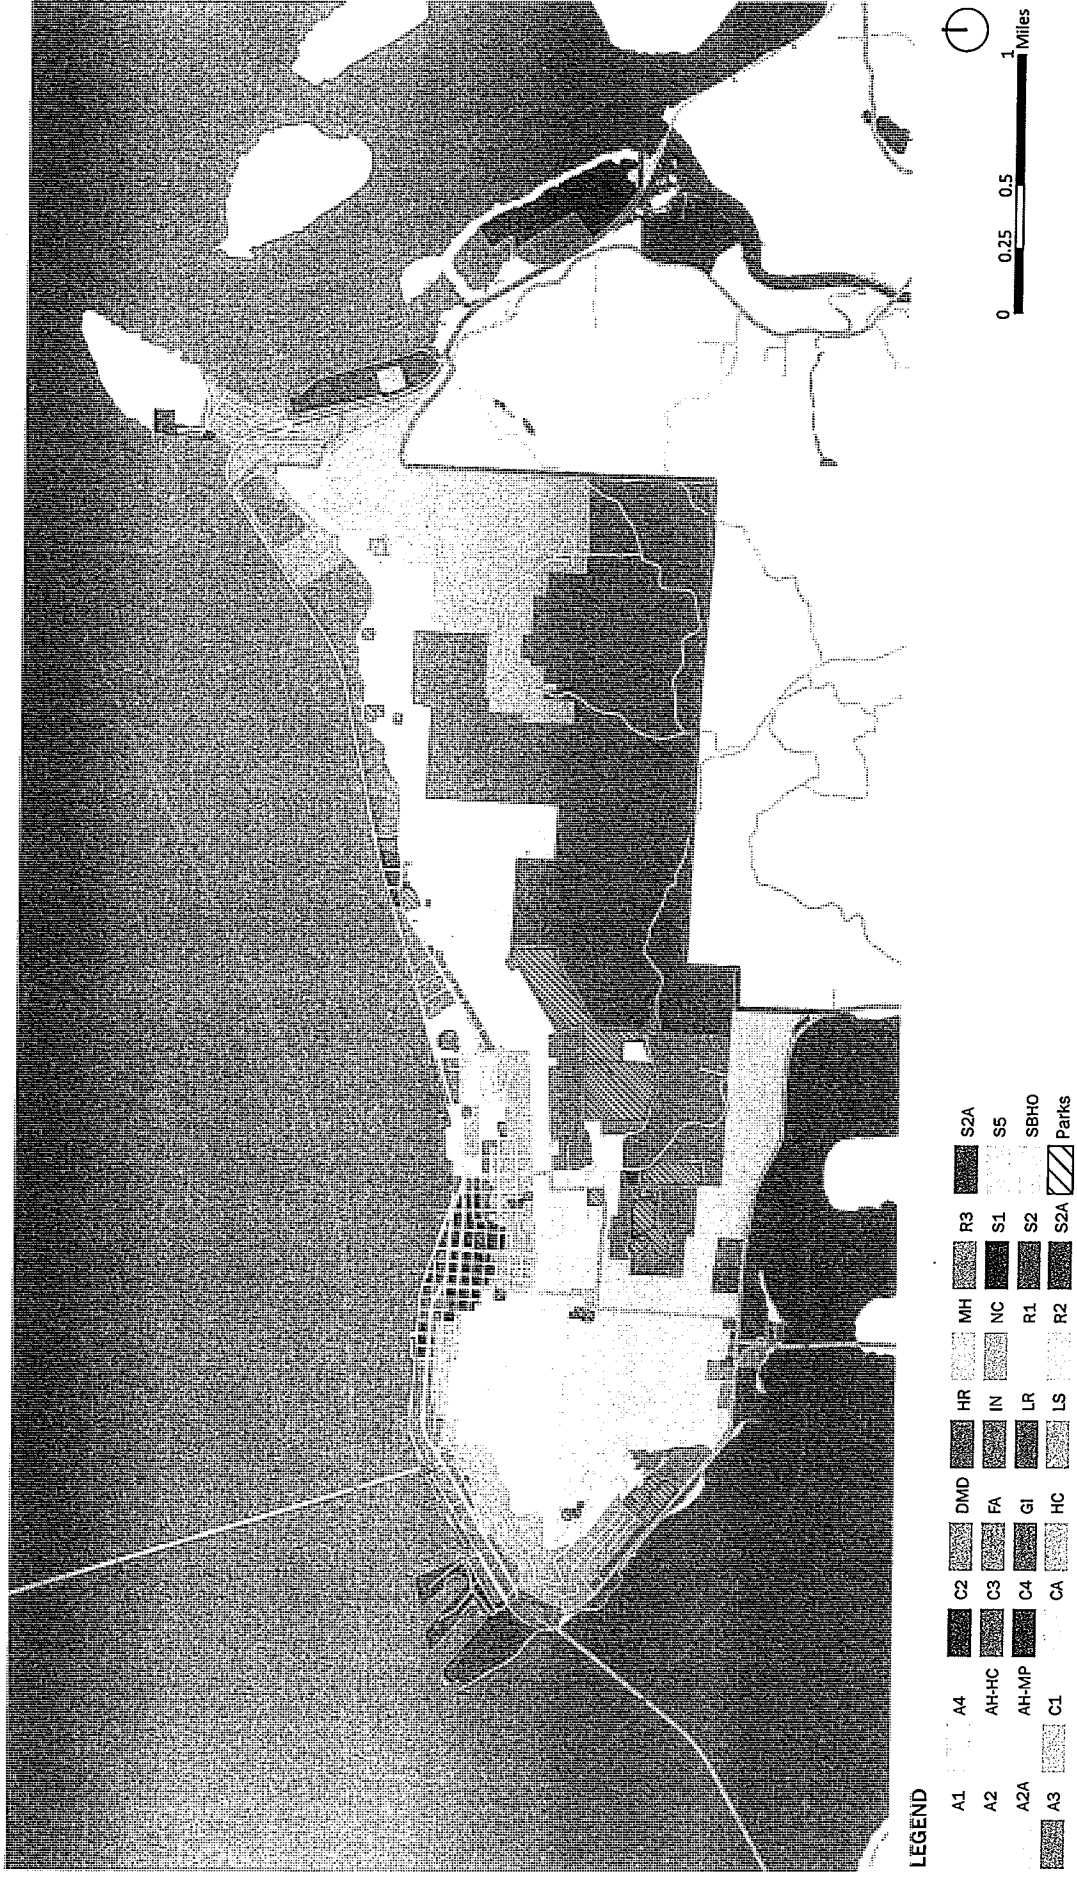 0 0.25 0.5 1 Miles
LEGEND
A1 A4 C2 DMD HR MH R3 S2A
A2 AH-HC C3 FA IN NC S1 S5
A2A AH-MP C4 GI LR R1 S2 SBHO
A3 C1 CA HC LS R2 S2A Parks